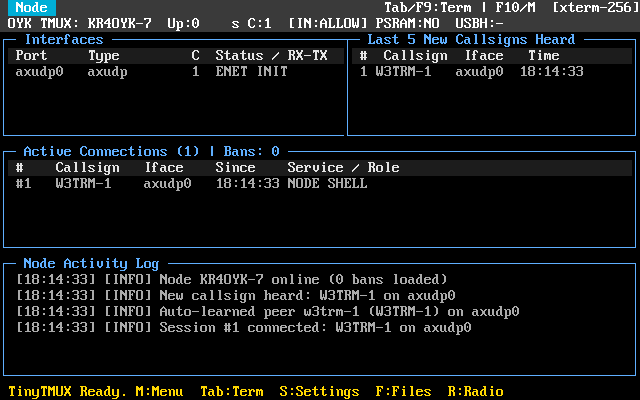 Node Tab/F9:Term | F10/M [xterm-256]
OYK TMUX: KR4OYK-7 Up:0 s C:1 [IN:ALLOW] PSRAM:NO USBH:-
Interfaces
Port Type C Status / RX-TX
axudp0 axudp 1 ENET INIT
Last 5 New Callsigns Heard
# Callsign Iface Time
1 W3TRM-1 axudp0 18:14:33
Active Connections (1) | Bans: 0
# Callsign Iface Since Service / Role
#1 W3TRM-1 axudp0 18:14:33 NODE SHELL
Node Activity Log
[18:14:33] [INFO] Node KR4OYK-7 online (0 bans loaded)
[18:14:33] [INFO] New callsign heard: W3TRM-1 on axudp0
[18:14:33] [INFO] Auto-learned peer w3trm-1 (W3TRM-1) on axudp0
[18:14:33] [INFO] Session #1 connected: W3TRM-1 on axudp0
TinyTMUX Ready. M:Menu Tab:Term S:Settings F:Files R:Radio